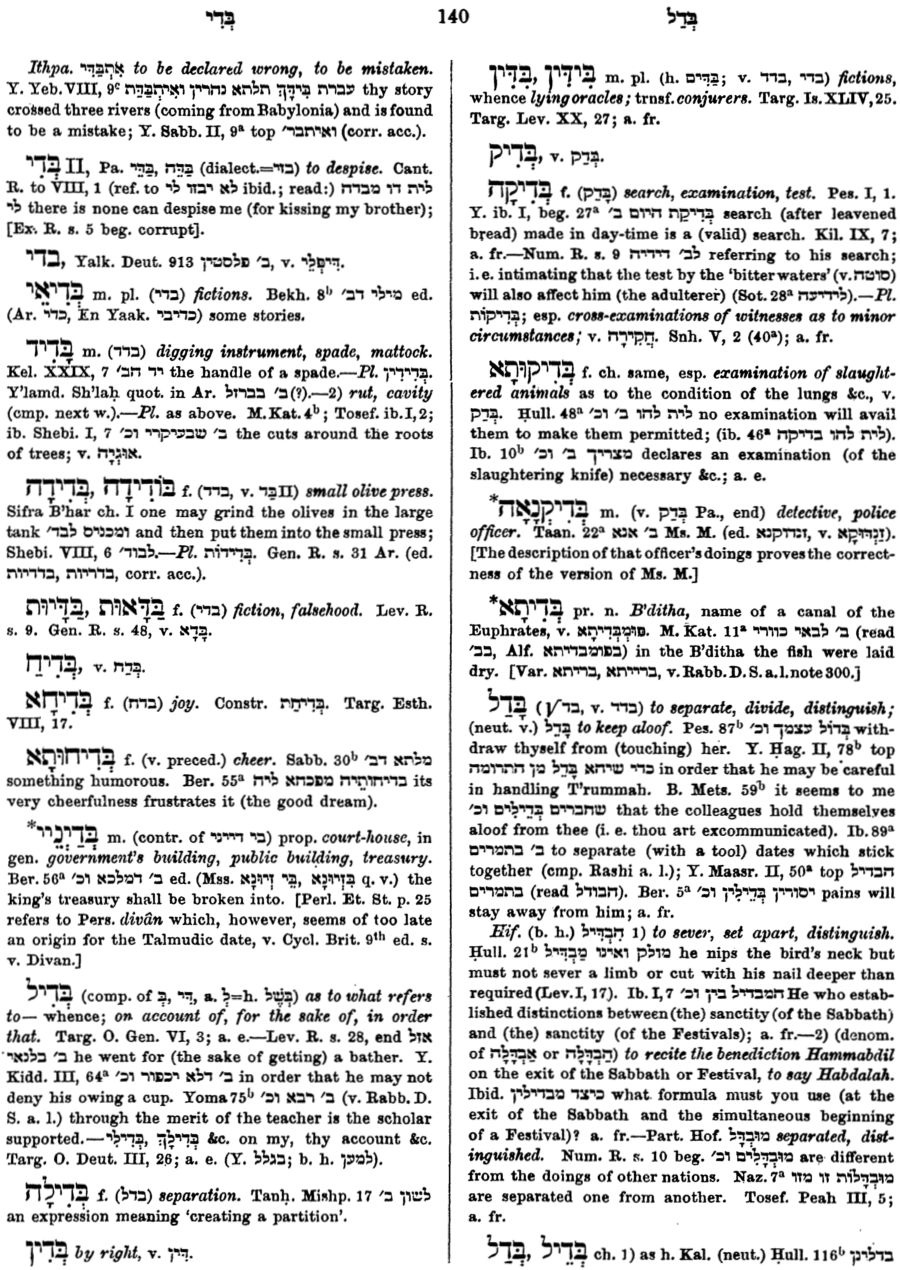 בְּדִי 140 בְּדַל
Ithpa. אִתְבַּדֵּי to be declared wrong, to be mistaken.
Y. Yeb. VIII, 9ᶜ עברת בִּידָךְ תלתא נהרין ואיתְבַּדַּת thy story
crossed three rivers (coming from Babylonia) and is found
to be a mistake; Y. Sabb. II, 9ᵃ top ואיתבר׳ (corr. acc.).
בְּדִי II, Pa. בַּדֵּי, בַּדֵּה (dialect.=בזי) to despise. Cant.
R. to VIII, 1 (ref. to לא יבוזו לי ibid.; read:) לית דו מבדה
לי there is none can despise me (for kissing my brother);
[Ex. R. s. 5 beg. corrupt].
בדי, Yalk. Deut. 913 ב׳ פלסטין, v.
בְּדִיאֵי m. pl. (בדי) fictions. Bekh. 8ᵇ מילי דב׳ ed.
(Ar. כדי, En Yaak. כדיבי) some stories.
בָּדִיד m. (בדד) digging instrument, spade, mattock.
Kel. XXIX, 7 יד הב׳ the handle of a spade.—Pl. בְּדִידִין.
Y'lamd. Sh'laḥ quot. in Ar. ב׳ בברזל(?).—2) rut, cavity
(cmp. next w.).—Pl. as above. M. Kat. 4ᵇ; Tosef. ib. I, 2;
ib. Shebi. I, 7 ב׳ שבעיקרי וכ׳ the cuts around the roots
of trees; v. אוּגְיָה.
בְּדִידָה, בּוֹדִידָה f. (בדד, v. בַּד II) small olive press.
Sifra B'har ch. I one may grind the olives in the large
tank ומכניס לבד׳ and then put them into the small press;
Shebi. VIII, 6 לבוד׳.—Pl. בְּדִידוֹת. Gen. R. s. 31 Ar. (ed.
בדריות, בדדיות, corr. acc.).
בַּדָּאוּת, בַּדָּיוּת f. (בדי) fiction, falsehood. Lev. R.
s. 9. Gen. R. s. 48, v. בָּדָא.
בְּדִיחַ, v. בְּדַח.
בְּדִיחָא f. (בדח) joy. Constr. בְּדִיחַת. Targ. Esth.
VIII, 17.
בְּדִיחוּתָא f. (v. preced.) cheer. Sabb. 30ᵇ מלתא דב׳
something humorous. Ber. 55ᵃ בדיחותיה מפכחא ליה its
very cheerfulness frustrates it (the good dream).
*בְּדַיְנֵי m. (contr. of בי דייני) prop. court-house, in
gen. government's building, public building, treasury.
Ber. 56ᵃ ב׳ דמלכא וכ׳ ed. (Mss. בְּזִיוְנָא, בֵּי זִיוְנָא q. v.) the
king's treasury shall be broken into. [Perl. Et. St. p. 25
refers to Pers. divân which, however, seems of too late
an origin for the Talmudic date, v. Cycl. Brit. 9ᵗʰ ed. s.
v. Divan.]
בְּדִיל (comp. of בְּ, דִּי, a. לְ=h. בְּשֶׁל) as to what refers
to— whence; on account of, for the sake of, in order
that. Targ. O. Gen. VI, 3; a. e.—Lev. R. s. 28, end אזל
ב׳ בלנאי he went for (the sake of getting) a bather. Y.
Kidd. III, 64ᵃ ב׳ דלא יכפור וכ׳ in order that he may not
deny his owing a cup. Yoma 75ᵇ ב׳ רבא וכ׳ (v. Rabb. D.
S. a. l.) through the merit of the teacher is the scholar
supported.—בְּדִילִי, בְּדִילָךְ &c. on my, thy account &c.
Targ. O. Deut. III, 26; a. e. (Y. בגלל; b. h. למען).
בְּדִילָה f. (בדל) separation. Tanḥ. Mishp. 17 לשון ב׳
an expression meaning 'creating a partition'.
בְּדִין by right, v. דִּין.
בִּידִין, בִּדִּין m. pl. (h. בַּדִּים; v. בדי, בדד) fictions,
whence lying oracles; trnsf. conjurers. Targ. Is. XLIV, 25.
Targ. Lev. XX, 27; a. fr.
בְּדִיק, v. בְּדַק.
בְּדִיקָה f. (בָּדַק) search, examination, test. Pes. I, 1.
Y. ib. I, beg. 27ᵃ בְּדִיקַת היום ב׳ search (after leavened
bread) made in day-time is a (valid) search. Kil. IX, 7;
a. fr.—Num. R. s. 9 לב׳ דידיה referring to his search;
i. e. intimating that the test by the 'bitter waters' (v. סוטה)
will also affect him (the adulterer) (Sot. 28ᵃ לידיעה).—Pl.
בְּדִיקוֹת; esp. cross-examinations of witnesses as to minor
circumstances; v. חֲקִירָה. Snh. V, 2 (40ᵃ); a. fr.
בְּדִיקוּתָא f. ch. same, esp. examination of slaught-
ered animals as to the condition of the lungs &c., v.
בְּדַק. Ḥull. 48ᵃ לית להו ב׳ וכ׳ no examination will avail
them to make them permitted; (ib. 46ᵃ לית להו בדיקה).
Ib. 10ᵇ מצריך ב׳ וכ׳ declares an examination (of the
slaughtering knife) necessary &c.; a. e.
*בְּדִיקְנָאָה m. (v. בדק Pa., end) detective, police
officer. Taan. 22ᵃ ב׳ אנא Ms. M. (ed. זנדוקנא, v. זַנְדּוּקָא).
[The description of that officer's doings proves the correct-
ness of the version of Ms. M.]
*בְּדִיתָא pr. n. B'ditha, name of a canal of the
Euphrates, v. פּוּמְבְּדִיתָא. M. Kat. 11ᵃ ב׳ לבאי כוורי (read
בב׳, Alf. בפומבדיתא) in the B'ditha the fish were laid
dry. [Var. ברייתא, בריתא, v. Rabb. D. S. a. l. note 300.]
בָּדַל (√בד, v. בדד) to separate, divide, distinguish;
(neut. v.) בָּדֵל to keep aloof. Pes. 87ᵇ בְּדוֹל עצמך וכ׳ with-
draw thyself from (touching) her. Y. Ḥag. II, 78ᵇ top
כדי שיהא בָּדֵל מן התרומה in order that he may be careful
in handling T'rummah. B. Mets. 59ᵇ it seems to me
שחברים בְּדֵילִים וכ׳ that the colleagues hold themselves
aloof from thee (i. e. thou art excommunicated). Ib. 89ᵃ
ב׳ בתמרים to separate (with a tool) dates which stick
together (cmp. Rashi a. l.); Y. Maasr. II, 50ᵃ top הבדיל
בתמרים (read הבודל). Ber. 5ᵃ יסורין בְּדֵילִין וכ׳ pains will
stay away from him; a. fr.
Hif. (b. h.) הִבְדִּיל 1) to sever, set apart, distinguish.
Ḥull. 21ᵇ מולק ואינו מַבְדִּיל he nips the bird's neck but
must not sever a limb or cut with his nail deeper than
required (Lev. I, 17). Ib. I, 7 המבדיל בין וכ׳ He who estab-
lished distinctions between (the) sanctity (of the Sabbath)
and (the) sanctity (of the Festivals); a. fr.—2) (denom.
of אַבְדָּלָה or הַבְדָּלָה) to recite the benediction Hammabdil
on the exit of the Sabbath or Festival, to say Habdalah.
Ibid. כיצד מבדילין what formula must you use (at the
exit of the Sabbath and the simultaneous beginning
of a Festival)? a. fr.—Part. Hof. מוּבְדָּל separated, dist-
inguished. Num. R. s. 10 beg. מוּבְדָּלִים וכ׳ are different
from the doings of other nations. Naz. 7ᵃ מוּבְדָּלוֹת זו מזו
are separated one from another. Tosef. Peah III, 5;
a. fr.
בְּדֵיל, בְּדַל ch. 1) as h. Kal. (neut.) Ḥull. 116ᵇ בדלינן